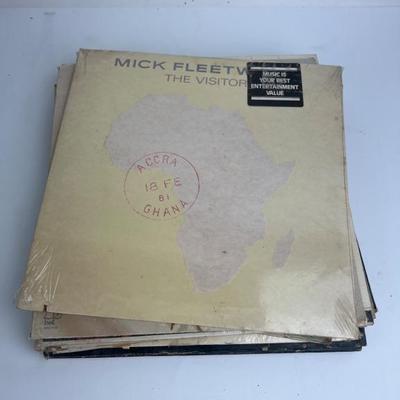 MICK FLEETW
THE VISITOR
MUSIC IS
YOUR BEST
ENTERTAINMENT
VALUE
ACCRA
18 FE
81
GHANA